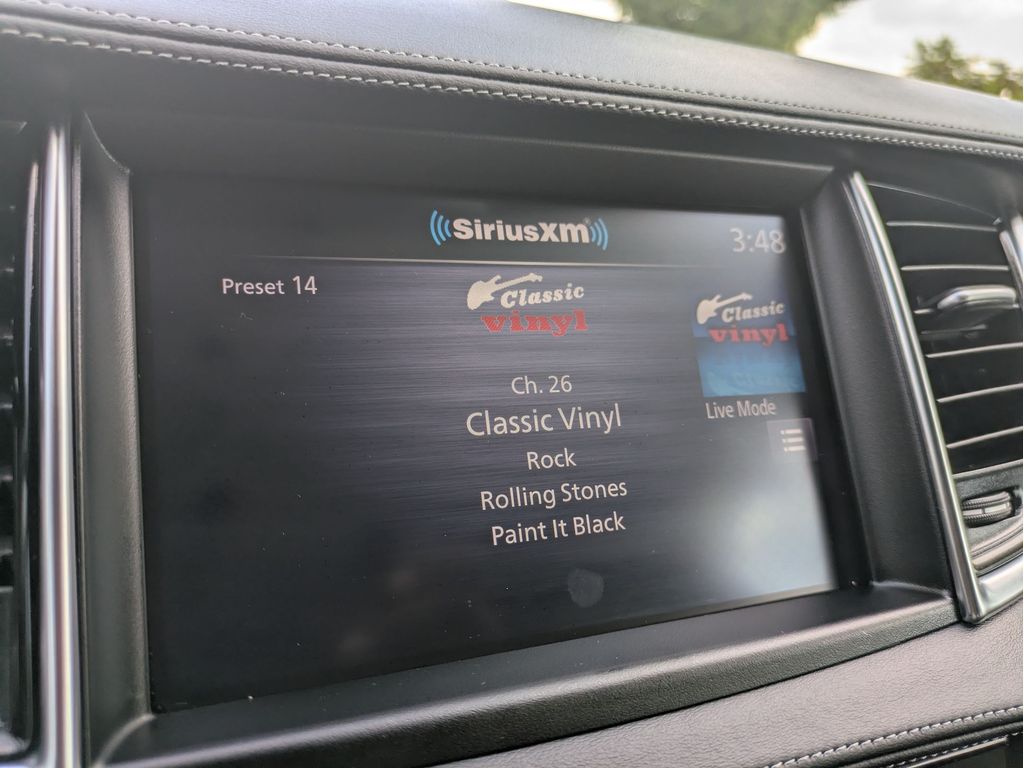 SiriusXM
3:48
Preset 14
Classic
vinyl
Classic
vinyl
Ch. 26
Classic Vinyl
Live Mode
Rock
Rolling Stones
Paint It Black